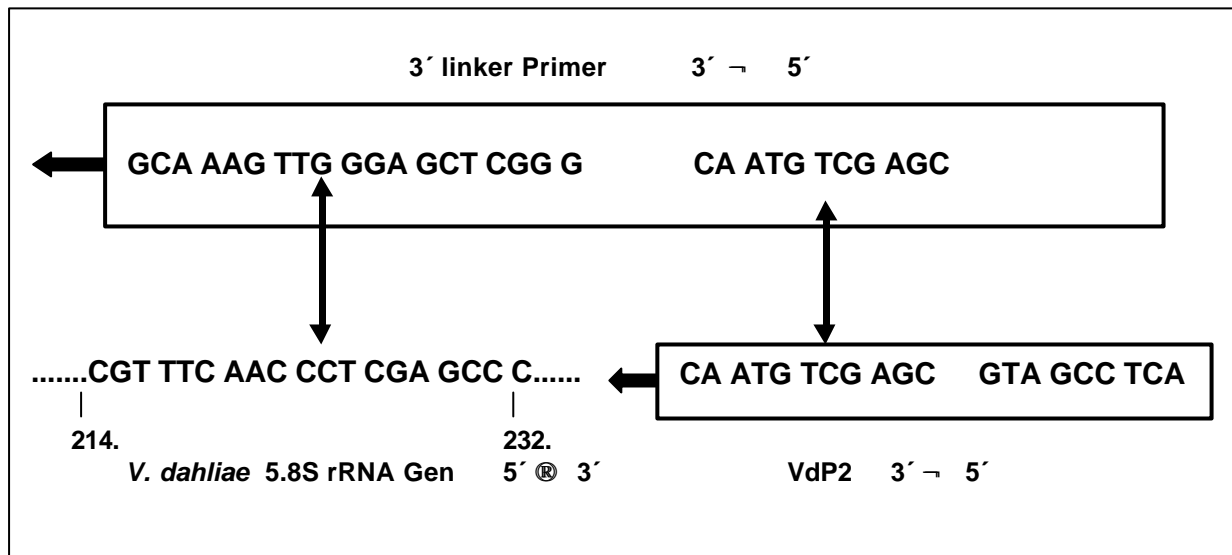 3´ linker Primer 3´ ¬ 5´
GCA AAG TTG GGA GCT CGG G CA ATG TCG AGC
.......CGT TTC AAC CCT CGA GCC C...... CA ATG TCG AGC GTA GCC TCA
214. 232.
V. dahliae 5.8S rRNA Gen 5´ ® 3´ VdP2 3´ ¬ 5´